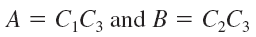 A = C₁C₃ and B = C₂C₃